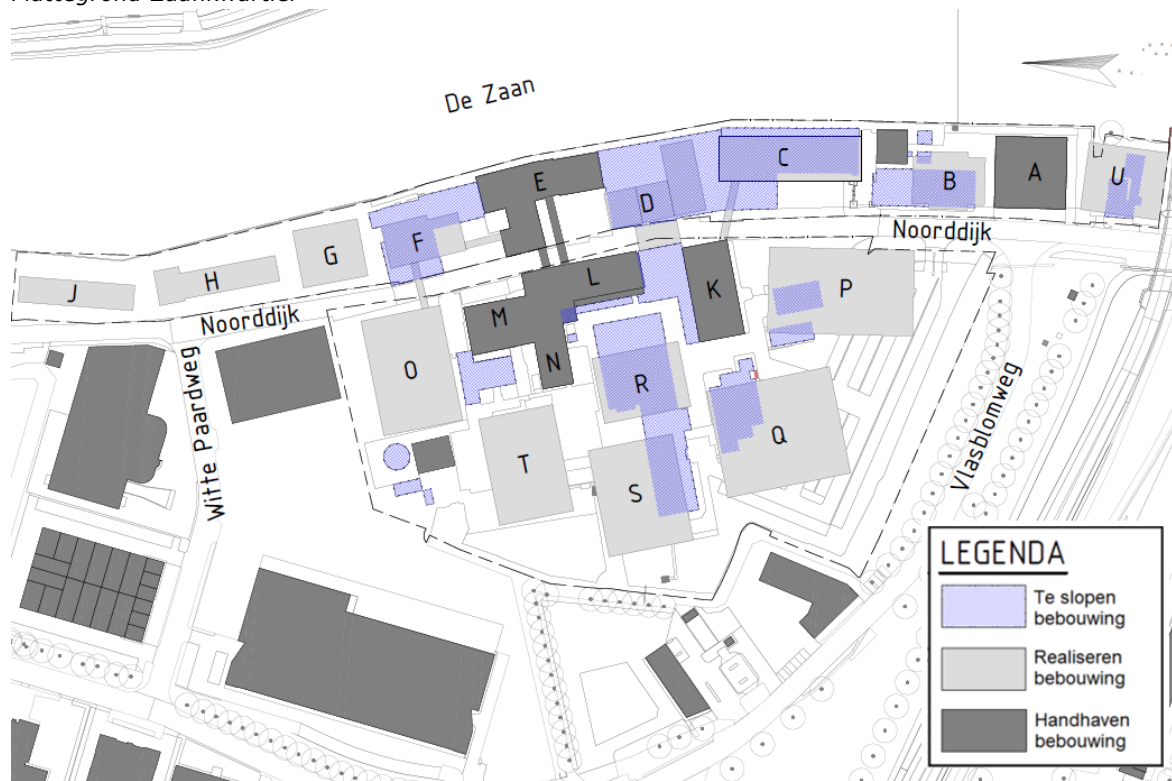 De Zaan
C
E
A
B
U
D
Noorddijk
F
G
L
H
K
P
J
M
Noorddijk
N
O
R
Q
T
S
Witte Paardweg
Vlasblomweg
LEGENDA
Te slopen
bebouwing
Realiseren
bebouwing
Handhaven
bebouwing